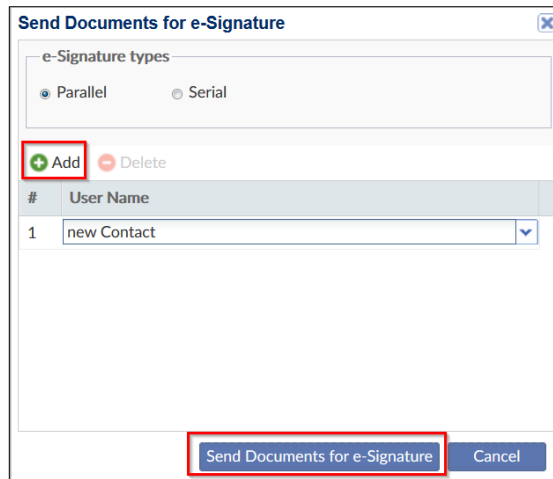 Send Documents for e-Signature
e-Signature types
Parallel Serial
Add Delete
# User Name
1 new Contact
Send Documents for e-Signature Cancel